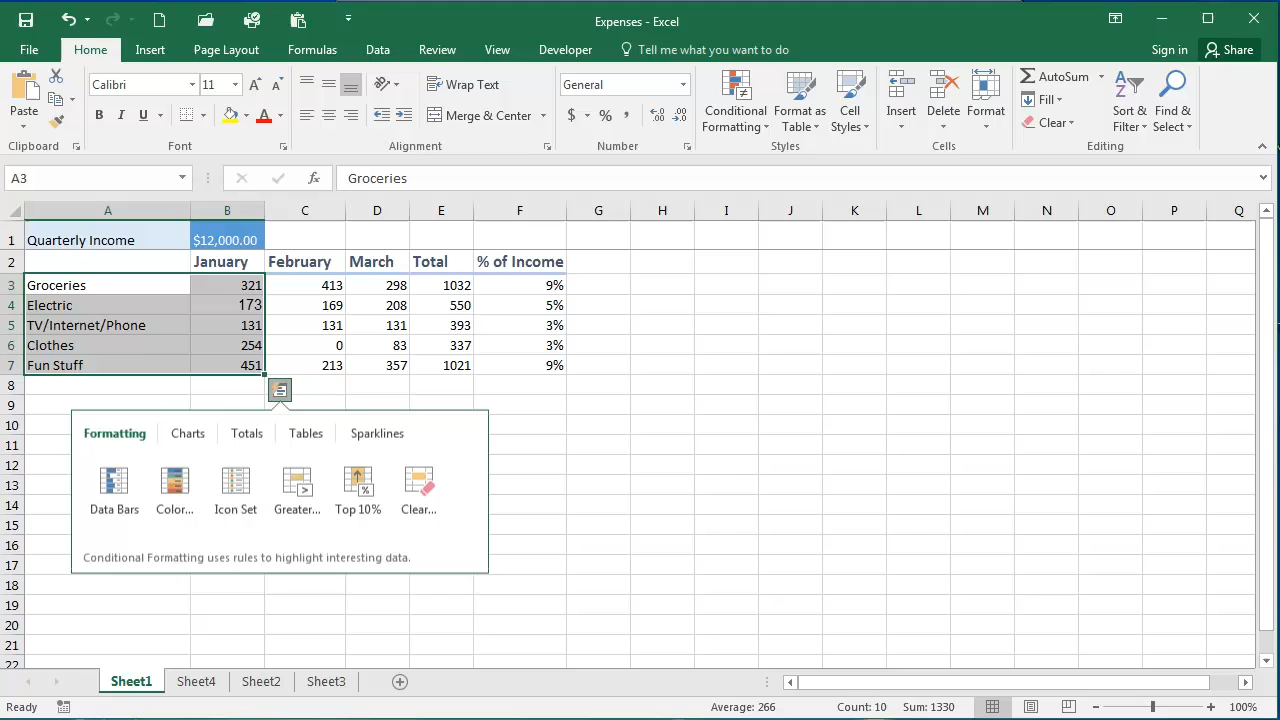 Expenses - Excel
File Home Insert Page Layout Formulas Data Review View Developer Tell me what you want to do Sign in Share
Paste
Clipboard
Calibri 11
B I U
Font
Wrap Text
Merge & Center
Alignment
General
$ % ,
Number
Conditional Formatting
Format as Table
Cell Styles
Styles
Insert Delete Format
Cells
AutoSum
Fill
Clear
Sort & Filter
Find & Select
Editing
A3 fx Groceries
A B C D E F G H I J K L M N O P Q
1 Quarterly Income $12,000.00
2 January February March Total % of Income
3 Groceries 321 413 298 1032 9%
4 Electric 173 169 208 550 5%
5 TV/Internet/Phone 131 131 131 393 3%
6 Clothes 254 0 83 337 3%
7 Fun Stuff 451 213 357 1021 9%
8
9
10
11
12
13
14
15
16
17
18
19
20
21
22
Formatting Charts Totals Tables Sparklines
Data Bars Color... Icon Set Greater... Top 10% Clear...
Conditional Formatting uses rules to highlight interesting data.
Sheet1 Sheet4 Sheet2 Sheet3
Ready Average: 266 Count: 10 Sum: 1330 100%